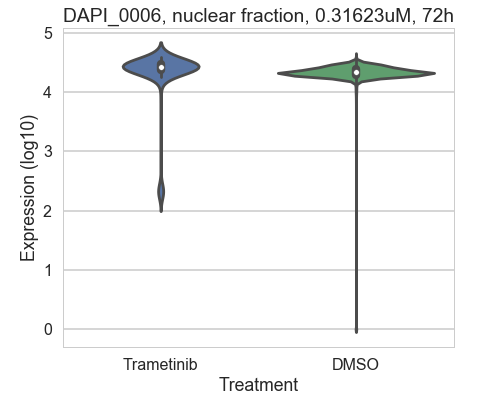 DAPI_0006, nuclear fraction, 0.31623uM, 72h
5
4
3
2
1
0
Expression (log10)
Trametinib
DMSO
Treatment